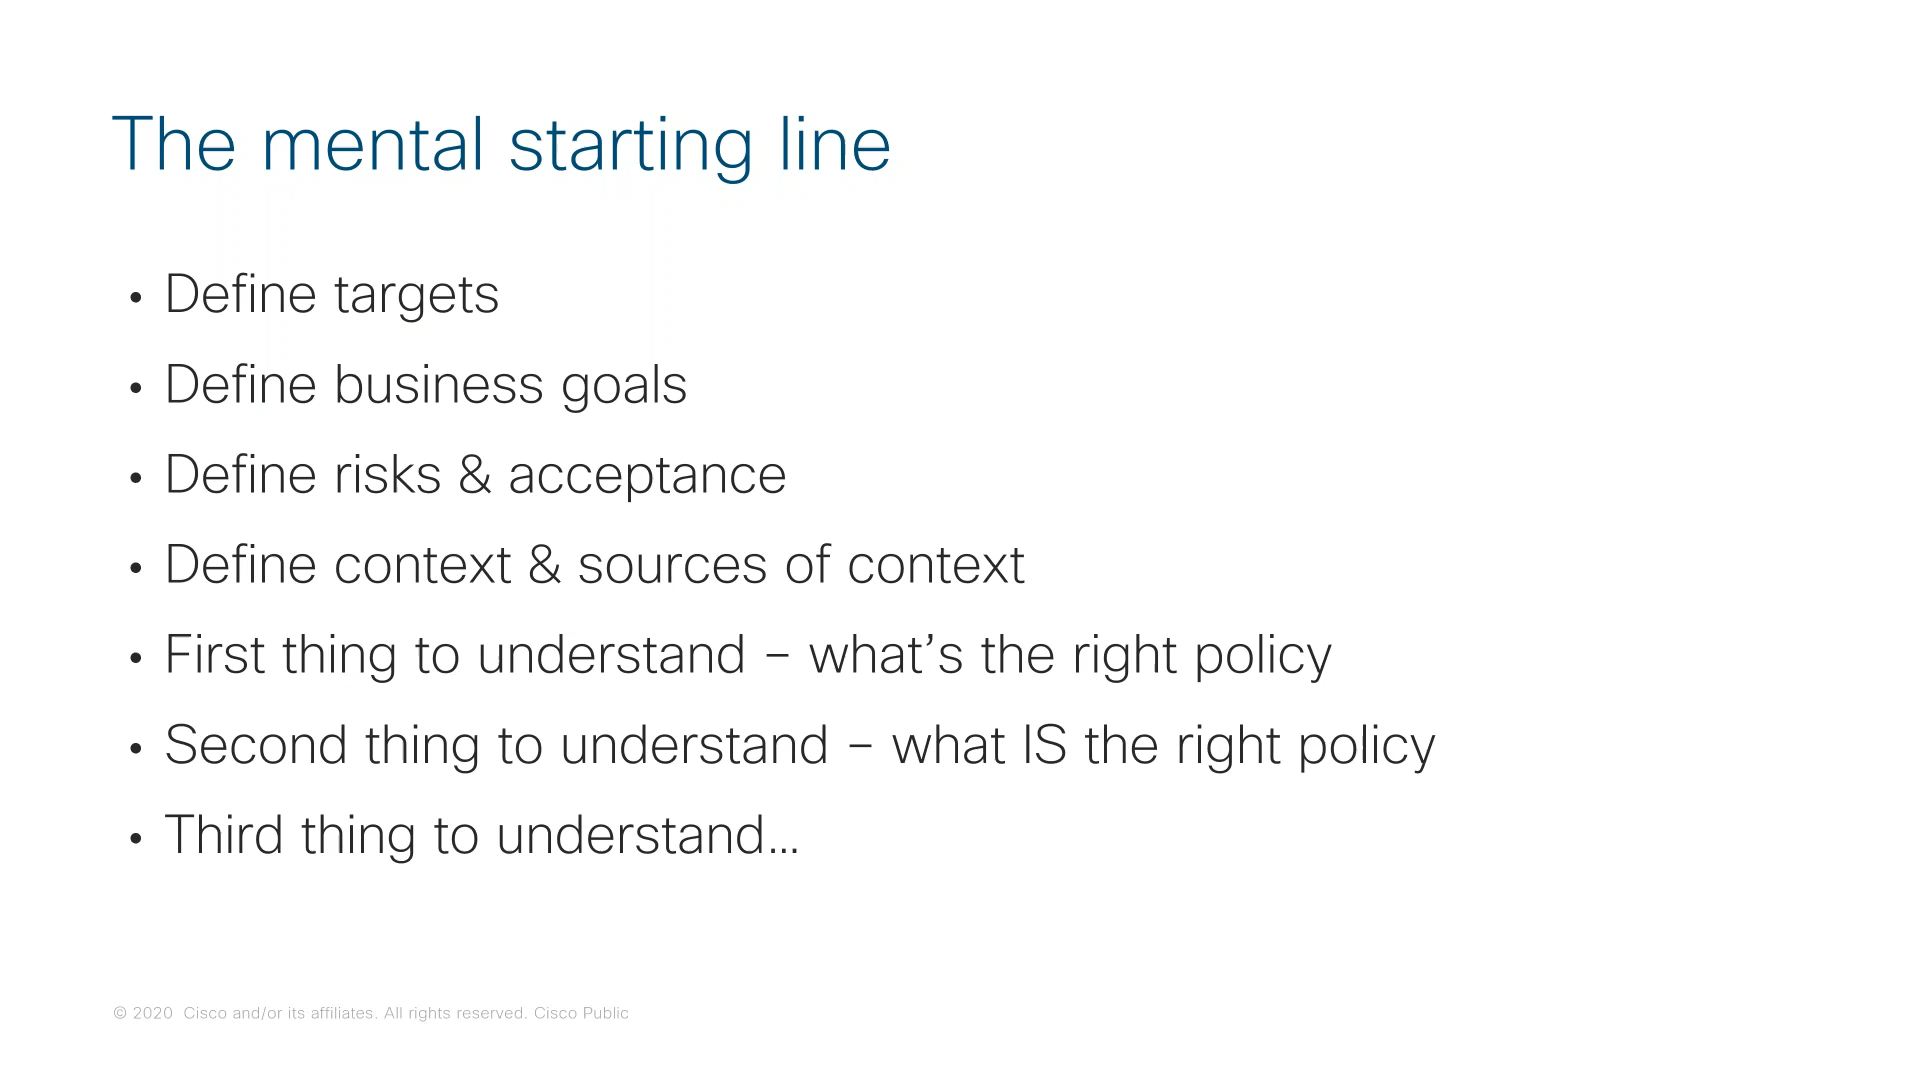 The mental starting line
• Define targets
• Define business goals
• Define risks & acceptance
• Define context & sources of context
• First thing to understand – what’s the right policy
• Second thing to understand – what IS the right policy
• Third thing to understand…
© 2020  Cisco and/or its affiliates. All rights reserved. Cisco Public